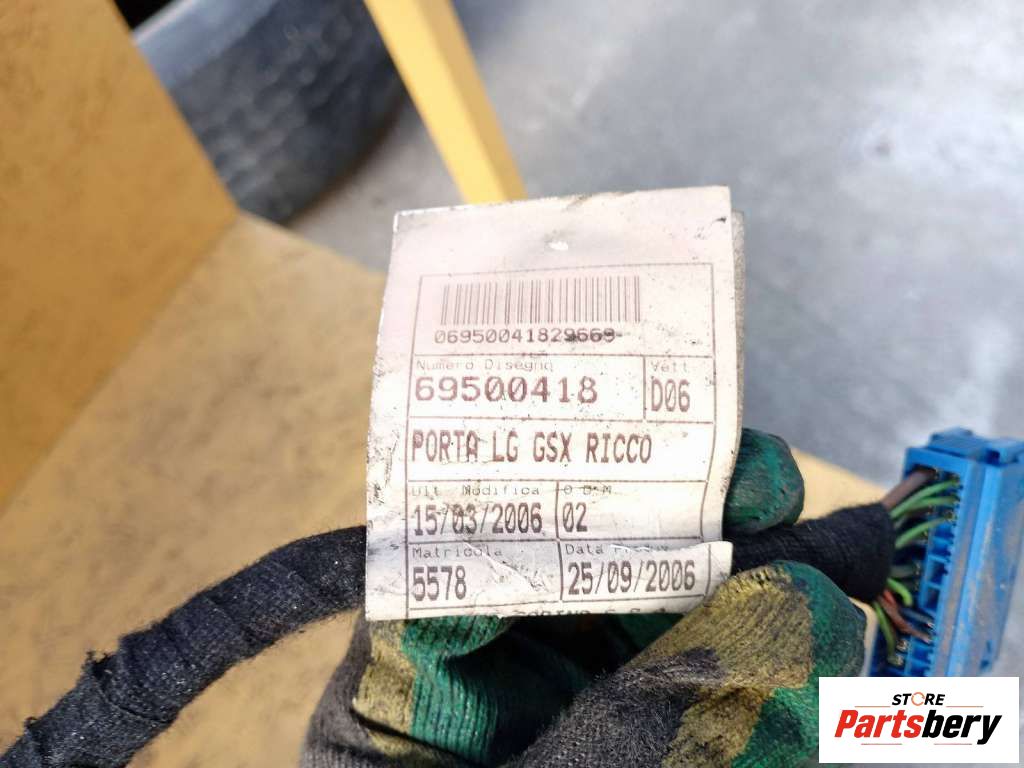 06950041829669
Numero Disegno Vett
69500418 D06
PORTA LG GSX RICCO
Ult. Modifica O D M
15/03/2006 02
Matricola Data
5578 25/09/2006
STORE
Partsbery